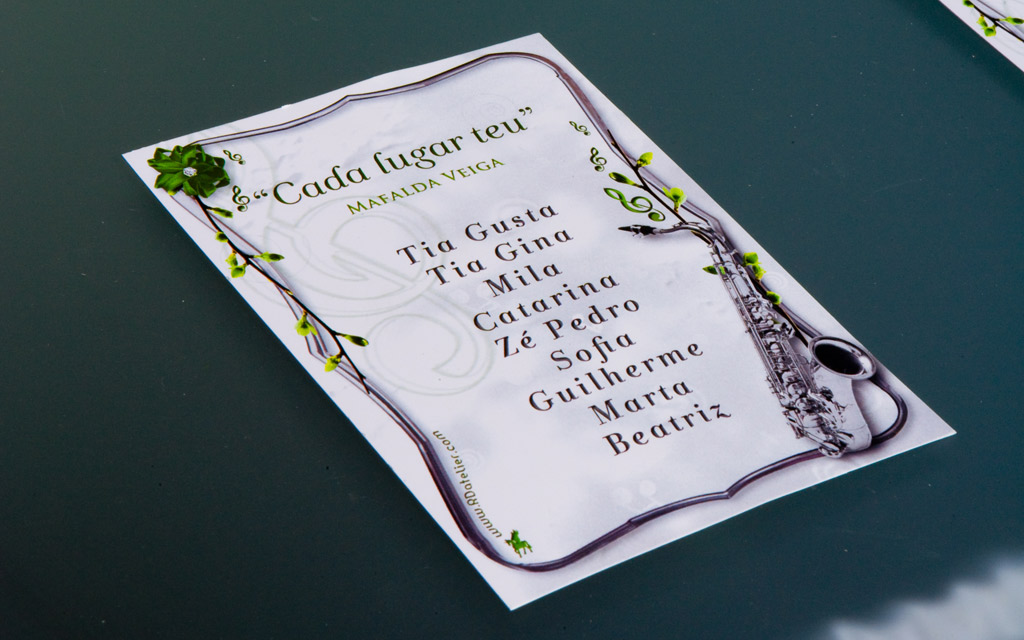 “Cada lugar teu”
Mafalda Veiga
Tia Gusta
Tia Gina
Mila
Catarina
Zé Pedro
Sofia
Guilherme
Marta
Beatriz
www.RDatelier.com